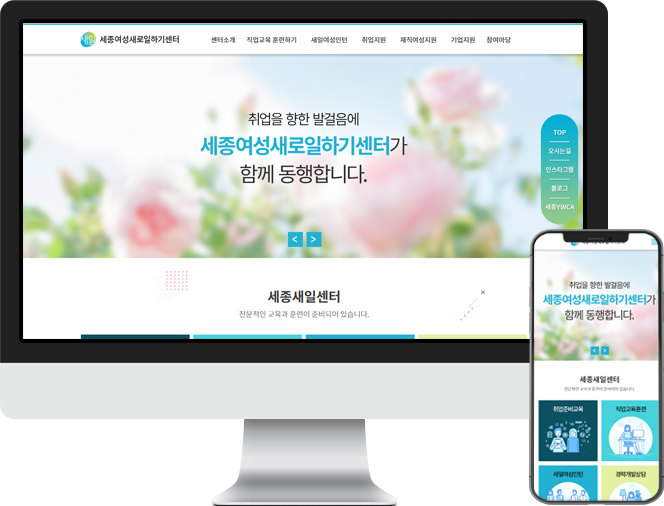 세종여성새로일하기센터
센터소개 직업교육 훈련하기 새일여성인턴 취업지원 재직여성지원 기업지원 참여마당
취업을 향한 발걸음에
세종여성새로일하기센터가
함께 동행합니다.
TOP
오시는길
인스타그램
블로그
세종YWCA
< >
세종새일센터
전문적인 교육과 훈련이 준비되어 있습니다.
×
취업을 향한 발걸음에
세종여성새로일하기센터가
함께 동행합니다.
< >
세종새일센터
전문적인 교육과 훈련이 준비되어 있습니다.
취업준비교육 직업교육훈련
새일여성인턴 경력개발상담